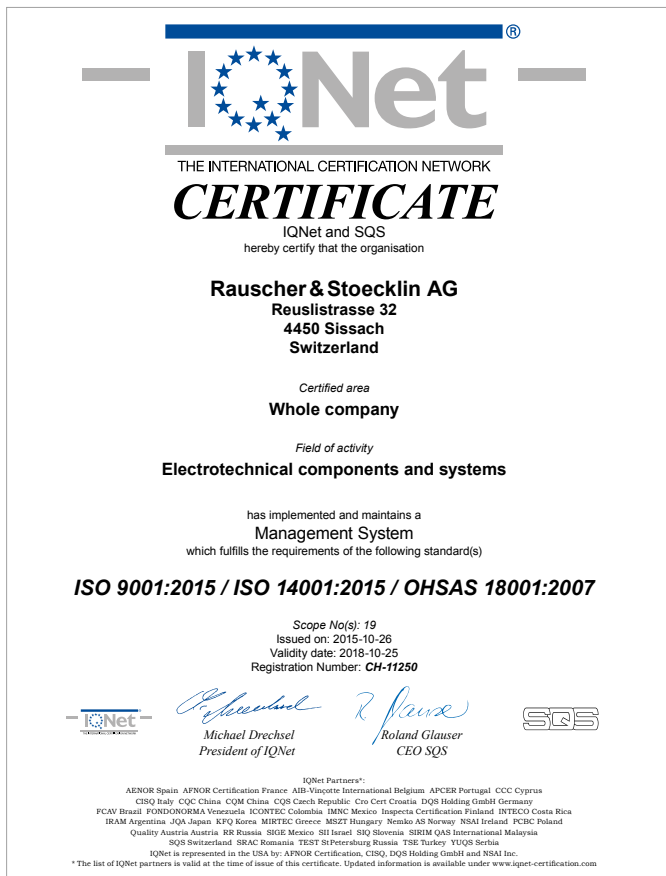 ®
IQNet
THE INTERNATIONAL CERTIFICATION NETWORK
CERTIFICATE
IQNet and SQS
hereby certify that the organisation
Rauscher & Stoecklin AG
Reuslistrasse 32
4450 Sissach
Switzerland
Certified area
Whole company
Field of activity
Electrotechnical components and systems
has implemented and maintains a
Management System
which fulfills the requirements of the following standard(s)
ISO 9001:2015 / ISO 14001:2015 / OHSAS 18001:2007
Scope No(s): 19
Issued on: 2015-10-26
Validity date: 2018-10-25
Registration Number: CH-11250
IQNet
SQS
Michael Drechsel
President of IQNet
Roland Glauser
CEO SQS
IQNet Partners*:
AENOR Spain AFNOR Certification France AIB-Vinçotte International Belgium APCER Portugal CCC Cyprus
CISQ Italy CQC China CQM China CQS Czech Republic Cro Cert Croatia DQS Holding GmbH Germany
FCAV Brazil FONDONORMA Venezuela ICONTEC Colombia IMNC Mexico Inspecta Certification Finland INTECO Costa Rica
IRAM Argentina JQA Japan KFQ Korea MIRTEC Greece MSZT Hungary Nemko AS Norway NSAI Ireland PCBC Poland
Quality Austria Austria RR Russia SIGE Mexico SII Israel SIQ Slovenia SIRIM QAS International Malaysia
SQS Switzerland SRAC Romania TEST StPetersburg Russia TSE Turkey YUQS Serbia
IQNet is represented in the USA by: AFNOR Certification, CISQ, DQS Holding GmbH and NSAI Inc.
* The list of IQNet partners is valid at the time of issue of this certificate. Updated information is available under www.iqnet-certification.com